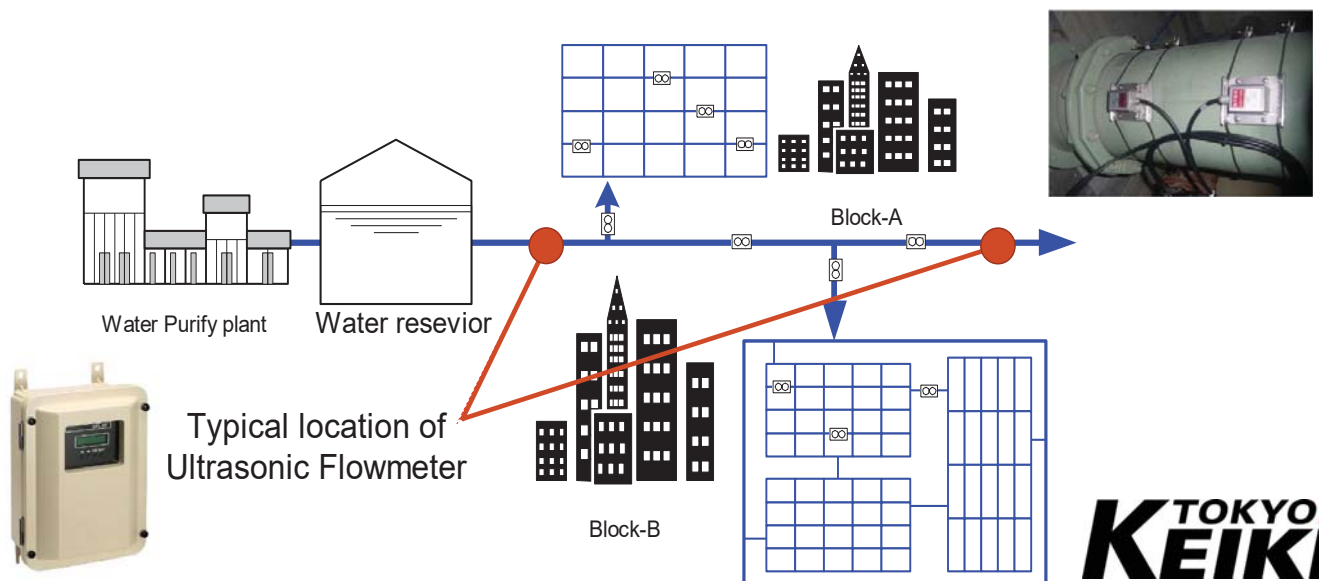 Block-A
Water Purify plant
Water resevior
Typical location of
Ultrasonic Flowmeter
Block-B
TOKYO
KEIKI